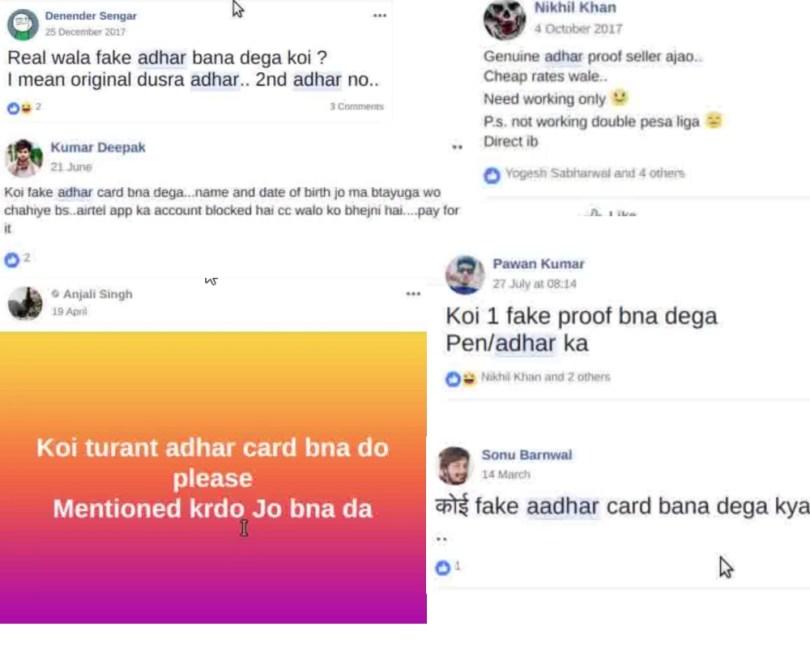 Denender Sengar
25 December 2017
Real wala fake adhar bana dega koi ?
I mean original dusra adhar.. 2nd adhar no..
2
3 Comments
Kumar Deepak
21 June
Koi fake adhar card bna dega...name and date of birth jo ma btayuga wo
chahiye bs..airtel app ka account blocked hai cc walo ko bhejni hai....pay for
it
2
Anjali Singh
19 April
Koi turant adhar card bna do
please
Mentioned krdo Jo bna da
Nikhil Khan
4 October 2017
Genuine adhar proof seller ajao..
Cheap rates wale..
Need working only
P.s. not working double pesa liga
Direct ib
Yogesh Sabharwal and 4 others
Like
Pawan Kumar
27 July at 08:14
Koi 1 fake proof bna dega
Pen/adhar ka
Nikhil Khan and 2 others
Sonu Barnwal
14 March
कोई fake aadhar card bana dega kya
..
1